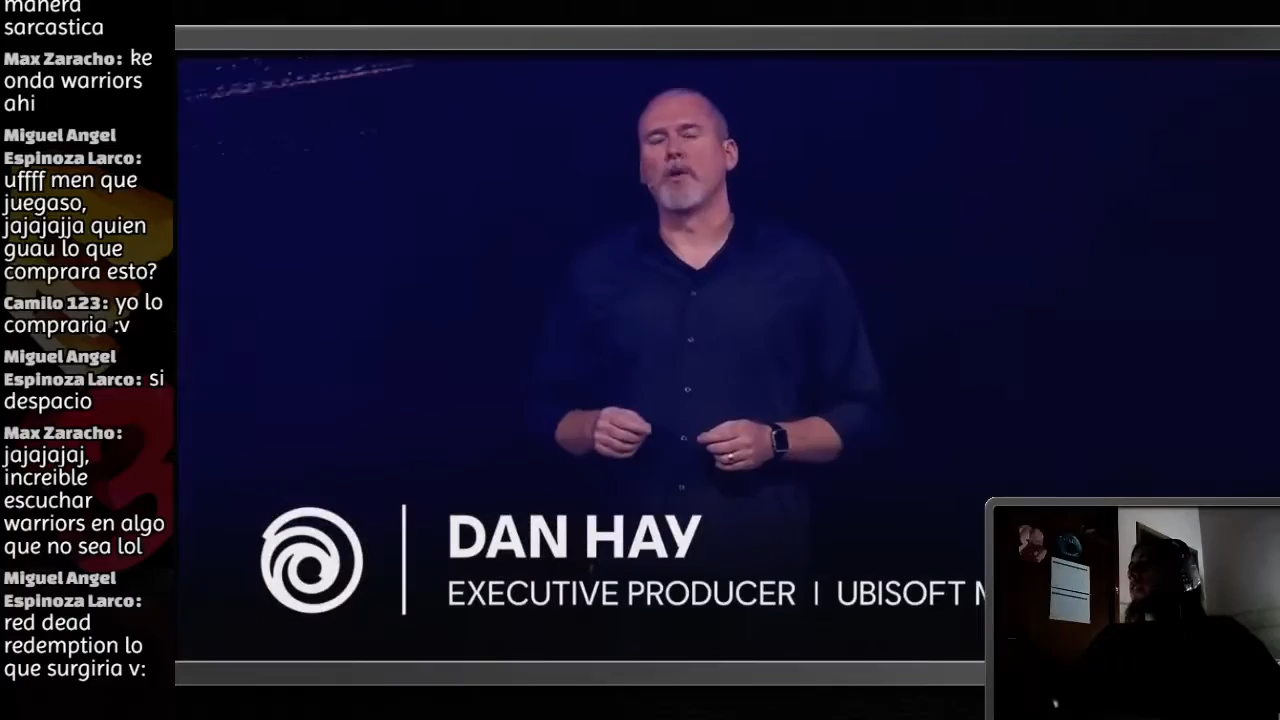 manera
sarcastica
Max Zaracho: ke
onda warriors
ahi
Miguel Angel
Espinoza Larco:
uffff men que
juegaso,
jajajajja quien
guau lo que
comprara esto?
Camilo 123: yo lo
compraria :v
Miguel Angel
Espinoza Larco: si
despacio
Max Zaracho:
jajajajaj,
increible
escuchar
warriors en algo
que no sea lol
Miguel Angel
Espinoza Larco:
red dead
redemption lo
que surgiria v:
DAN HAY
EXECUTIVE PRODUCER | UBISOFT